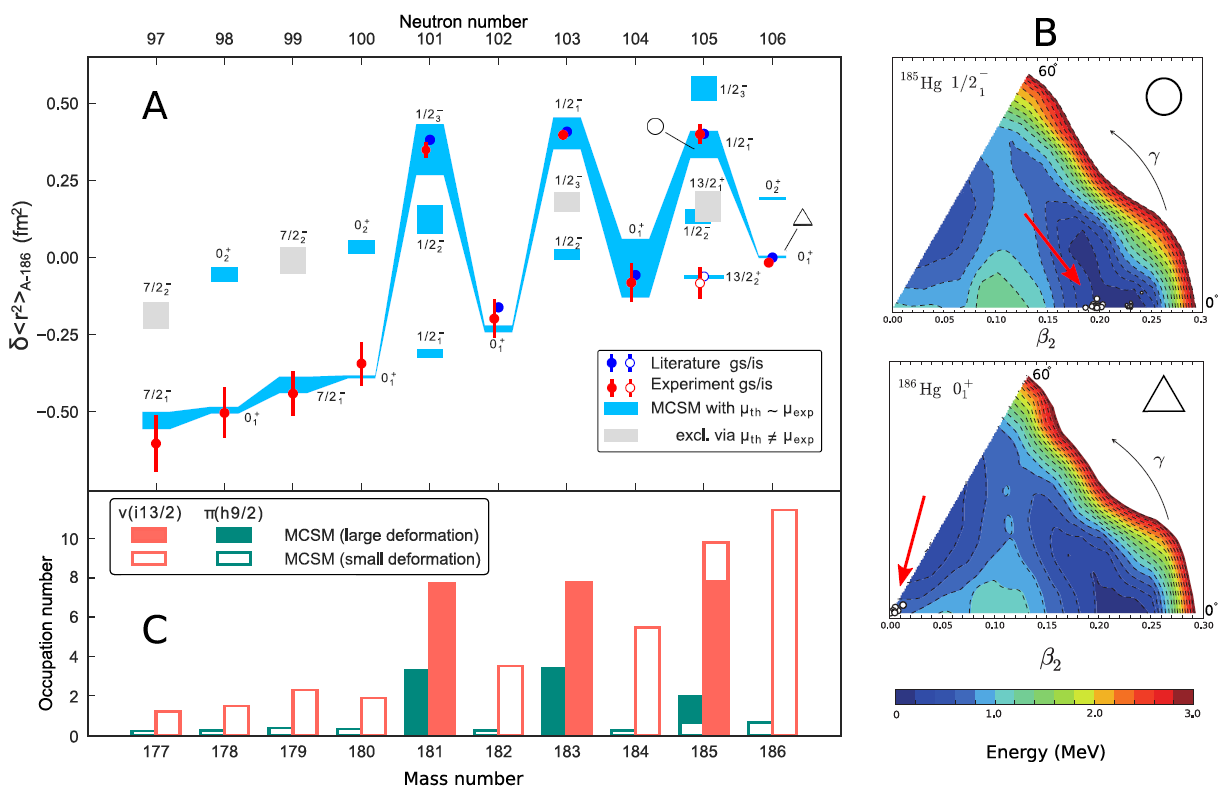 Neutron number
97 98 99 100 101 102 103 104 105 106
A
δ<r²>A-186 (fm²)
0.50
0.25
0.00
−0.25
−0.50
7/2₂⁻
7/2₁⁻
0₂⁺
0₁⁺
7/2₂⁻
7/2₁⁻
0₂⁺
0₁⁺
1/2₃⁻
1/2₂⁻
1/2₁⁻
0₁⁺
1/2₁⁻
1/2₃⁻
1/2₂⁻
0₁⁺
1/2₃⁻
1/2₁⁻
13/2₁⁺
1/2₂⁻
13/2₂⁺
0₂⁺
0₁⁺
Literature gs/is
Experiment gs/is
MCSM with μth ~ μexp
excl. via μth ≠ μexp
C
ν(i13/2) π(h9/2)
MCSM (large deformation)
MCSM (small deformation)
Occupation number
10
8
6
4
2
0
177 178 179 180 181 182 183 184 185 186
Mass number
B
¹⁸⁵Hg 1/2₁⁻
60°
γ
0°
0.00 0.05 0.10 0.15 0.20 0.25 0.3
β₂
¹⁸⁶Hg 0₁⁺
60°
γ
0°
0.00 0.05 0.10 0.15 0.20 0.25 0.30
β₂
0 1.0 2.0 3.0
Energy (MeV)